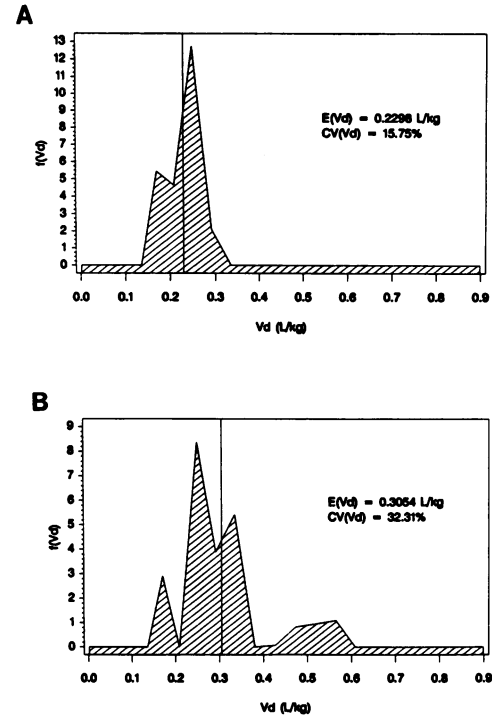 A
13
12
11
10
9
8
7
6
5
4
3
2
1
0
f(Vd)
E(Vd) = 0.2298 L/kg
CV(Vd) = 15.75%
0.0 0.1 0.2 0.3 0.4 0.5 0.6 0.7 0.8 0.9
Vd (L/kg)
B
9
8
7
6
5
4
3
2
1
0
f(Vd)
E(Vd) = 0.3054 L/kg
CV(Vd) = 32.31%
0.0 0.1 0.2 0.3 0.4 0.5 0.6 0.7 0.8 0.9
Vd (L/kg)